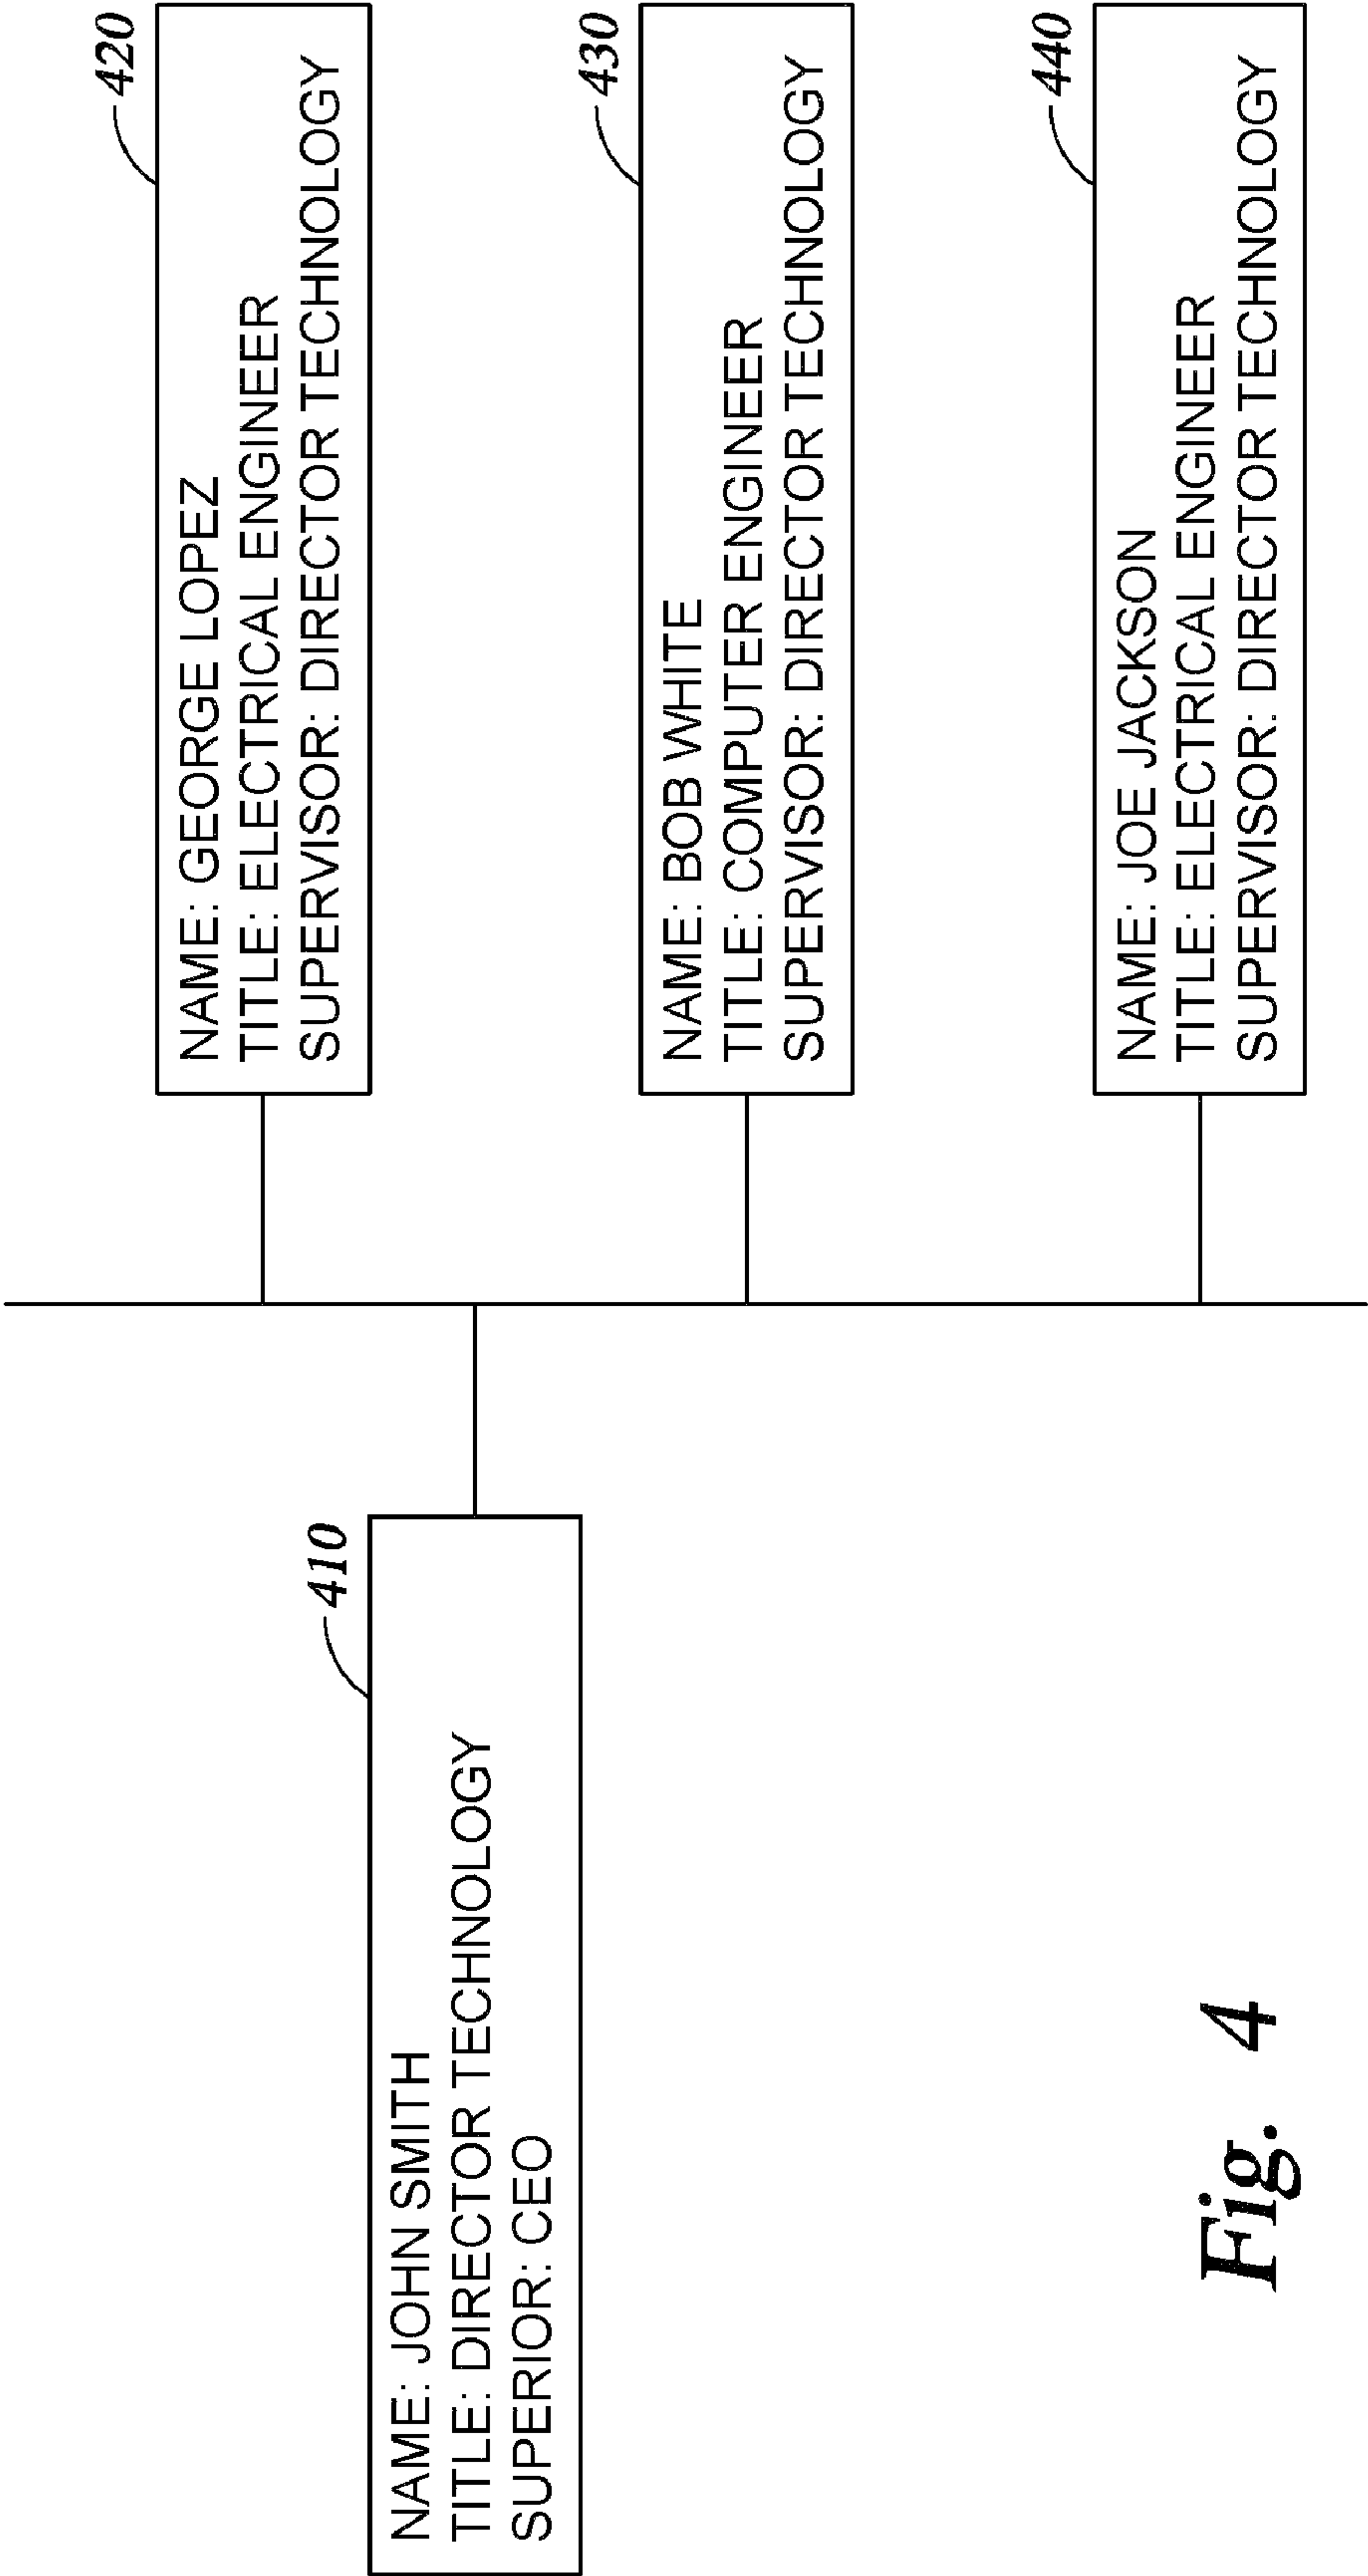 410
NAME: JOHN SMITH
TITLE: DIRECTOR TECHNOLOGY
SUPERIOR: CEO
420
NAME: GEORGE LOPEZ
TITLE: ELECTRICAL ENGINEER
SUPERVISOR: DIRECTOR TECHNOLOGY
430
NAME: BOB WHITE
TITLE: COMPUTER ENGINEER
SUPERVISOR: DIRECTOR TECHNOLOGY
440
NAME: JOE JACKSON
TITLE: ELECTRICAL ENGINEER
SUPERVISOR: DIRECTOR TECHNOLOGY
Fig. 4